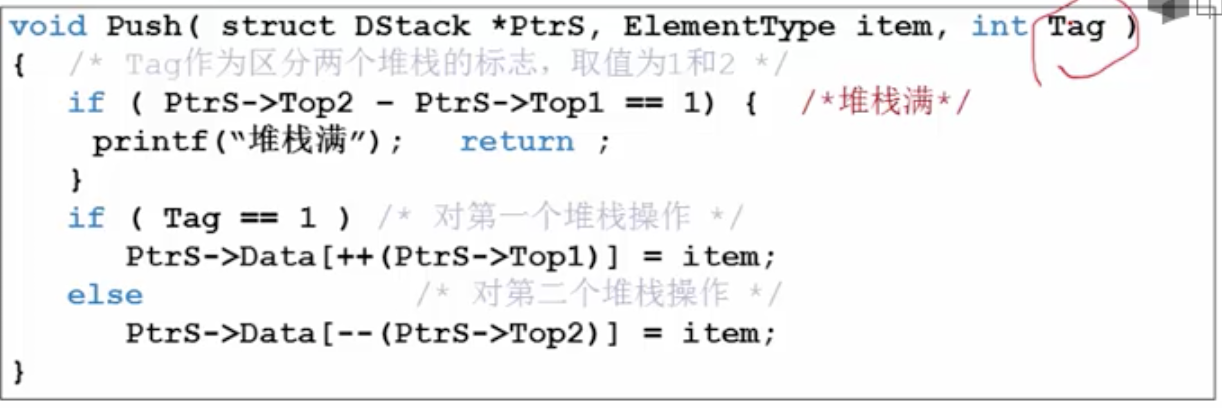 void Push( struct DStack *PtrS, ElementType item, int Tag )
{ /* Tag作为区分两个堆栈的标志，取值为1和2 */
if ( PtrS->Top2 – PtrS->Top1 == 1) { /*堆栈满*/
printf(“堆栈满”); return ;
}
if ( Tag == 1 ) /* 对第一个堆栈操作 */
PtrS->Data[++(PtrS->Top1)] = item;
else /* 对第二个堆栈操作 */
PtrS->Data[--(PtrS->Top2)] = item;
}